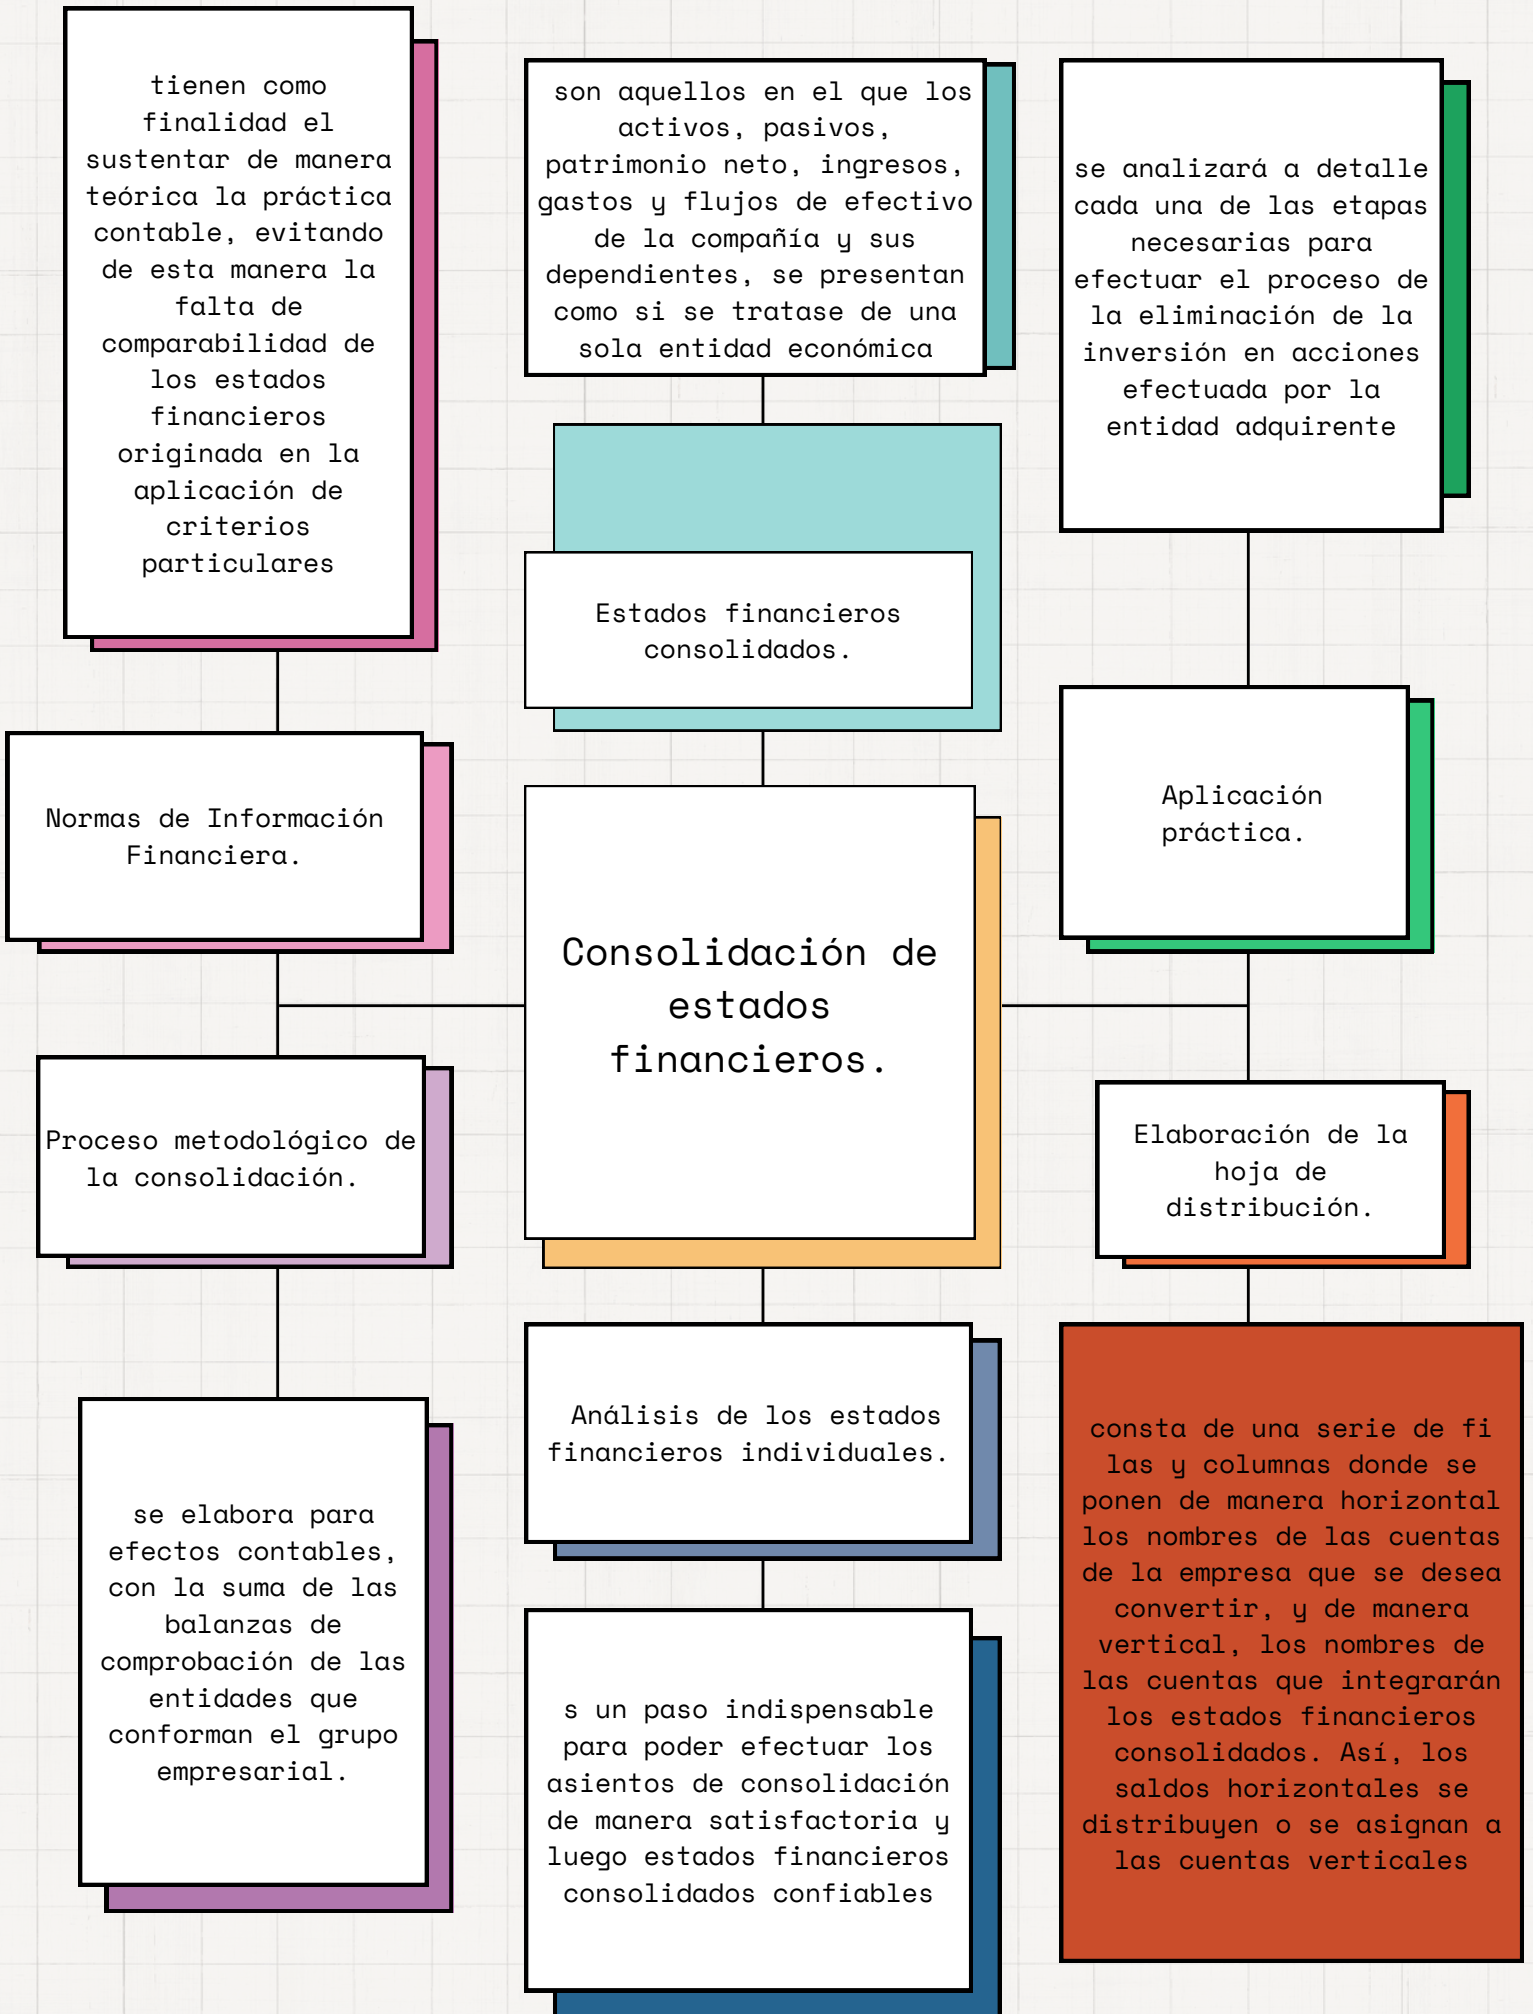 tienen como
finalidad el
sustentar de manera
teórica la práctica
contable, evitando
de esta manera la
falta de
comparabilidad de
los estados
financieros
originada en la
aplicación de
criterios
particulares
son aquellos en el que los
activos, pasivos,
patrimonio neto, ingresos,
gastos y flujos de efectivo
de la compañía y sus
dependientes, se presentan
como si se tratase de una
sola entidad económica
se analizará a detalle
cada una de las etapas
necesarias para
efectuar el proceso de
la eliminación de la
inversión en acciones
efectuada por la
entidad adquirente
Estados financieros
consolidados.
Normas de Información
Financiera.
Aplicación
práctica.
Consolidación de
estados
financieros.
Proceso metodológico de
la consolidación.
Elaboración de la
hoja de
distribución.
Análisis de los estados
financieros individuales.
se elabora para
efectos contables,
con la suma de las
balanzas de
comprobación de las
entidades que
conforman el grupo
empresarial.
s un paso indispensable
para poder efectuar los
asientos de consolidación
de manera satisfactoria y
luego estados financieros
consolidados confiables
consta de una serie de fi
las y columnas donde se
ponen de manera horizontal
los nombres de las cuentas
de la empresa que se desea
convertir, y de manera
vertical, los nombres de
las cuentas que integrarán
los estados financieros
consolidados. Así, los
saldos horizontales se
distribuyen o se asignan a
las cuentas verticales